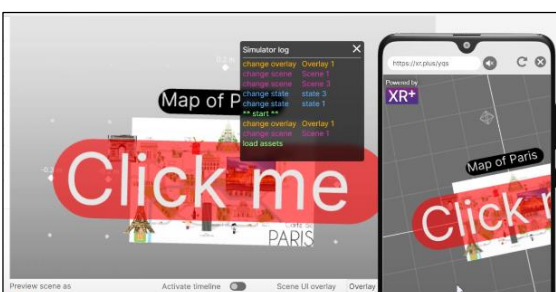 Simulator log
change overlay Overlay 1
change scene Scene 1
change scene Scene 3
change state state 3
change state state 1
** start **
change overlay Overlay 1
change scene Scene 1
load assets
Map of P
Click me
PARIS
Preview scene as Activate timeline Scene UI overlay Overlay
https://xr.plus/yqs
Powered by
XR+
Map of Paris
Click